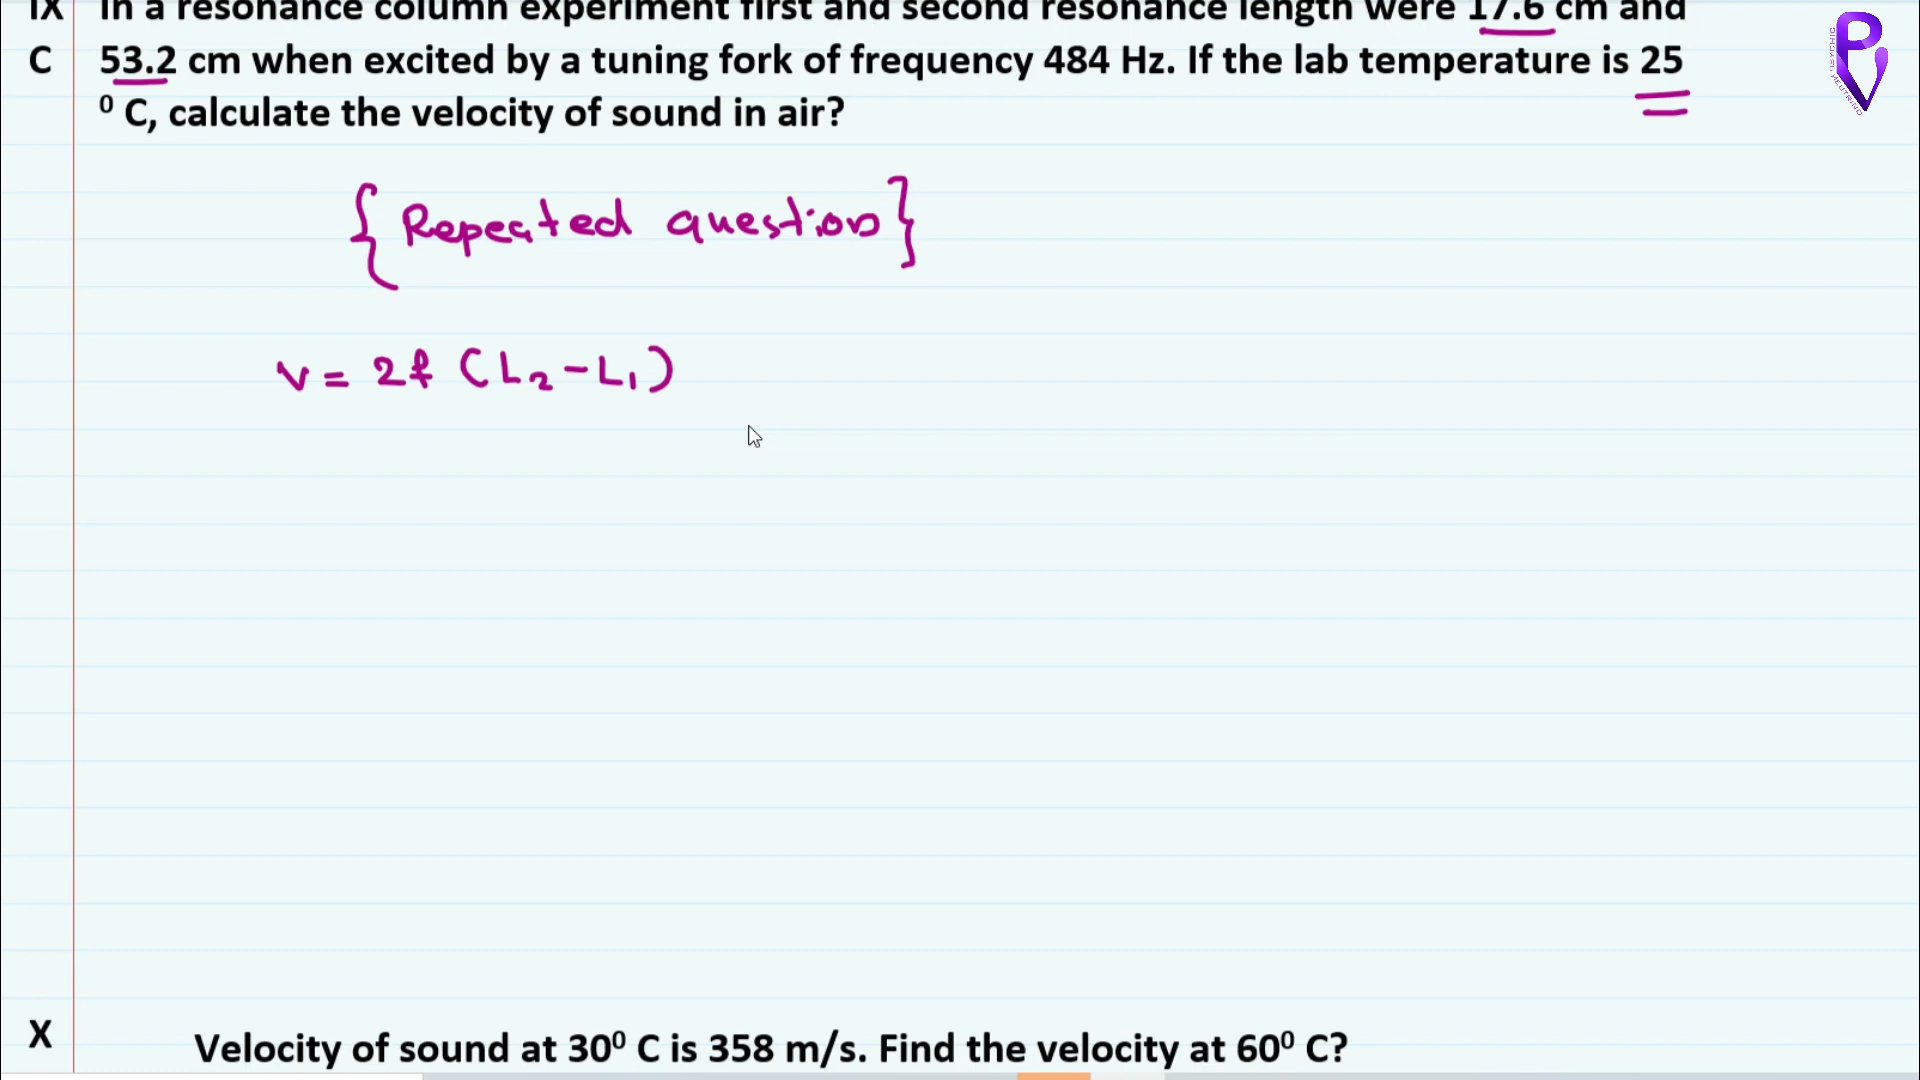 IX In a resonance column experiment first and second resonance length were 17.6 cm and
C 53.2 cm when excited by a tuning fork of frequency 484 Hz. If the lab temperature is 25
⁰ C, calculate the velocity of sound in air?
{Repeated question}
v = 2f (L₂-L₁)
X Velocity of sound at 30⁰ C is 358 m/s. Find the velocity at 60⁰ C?